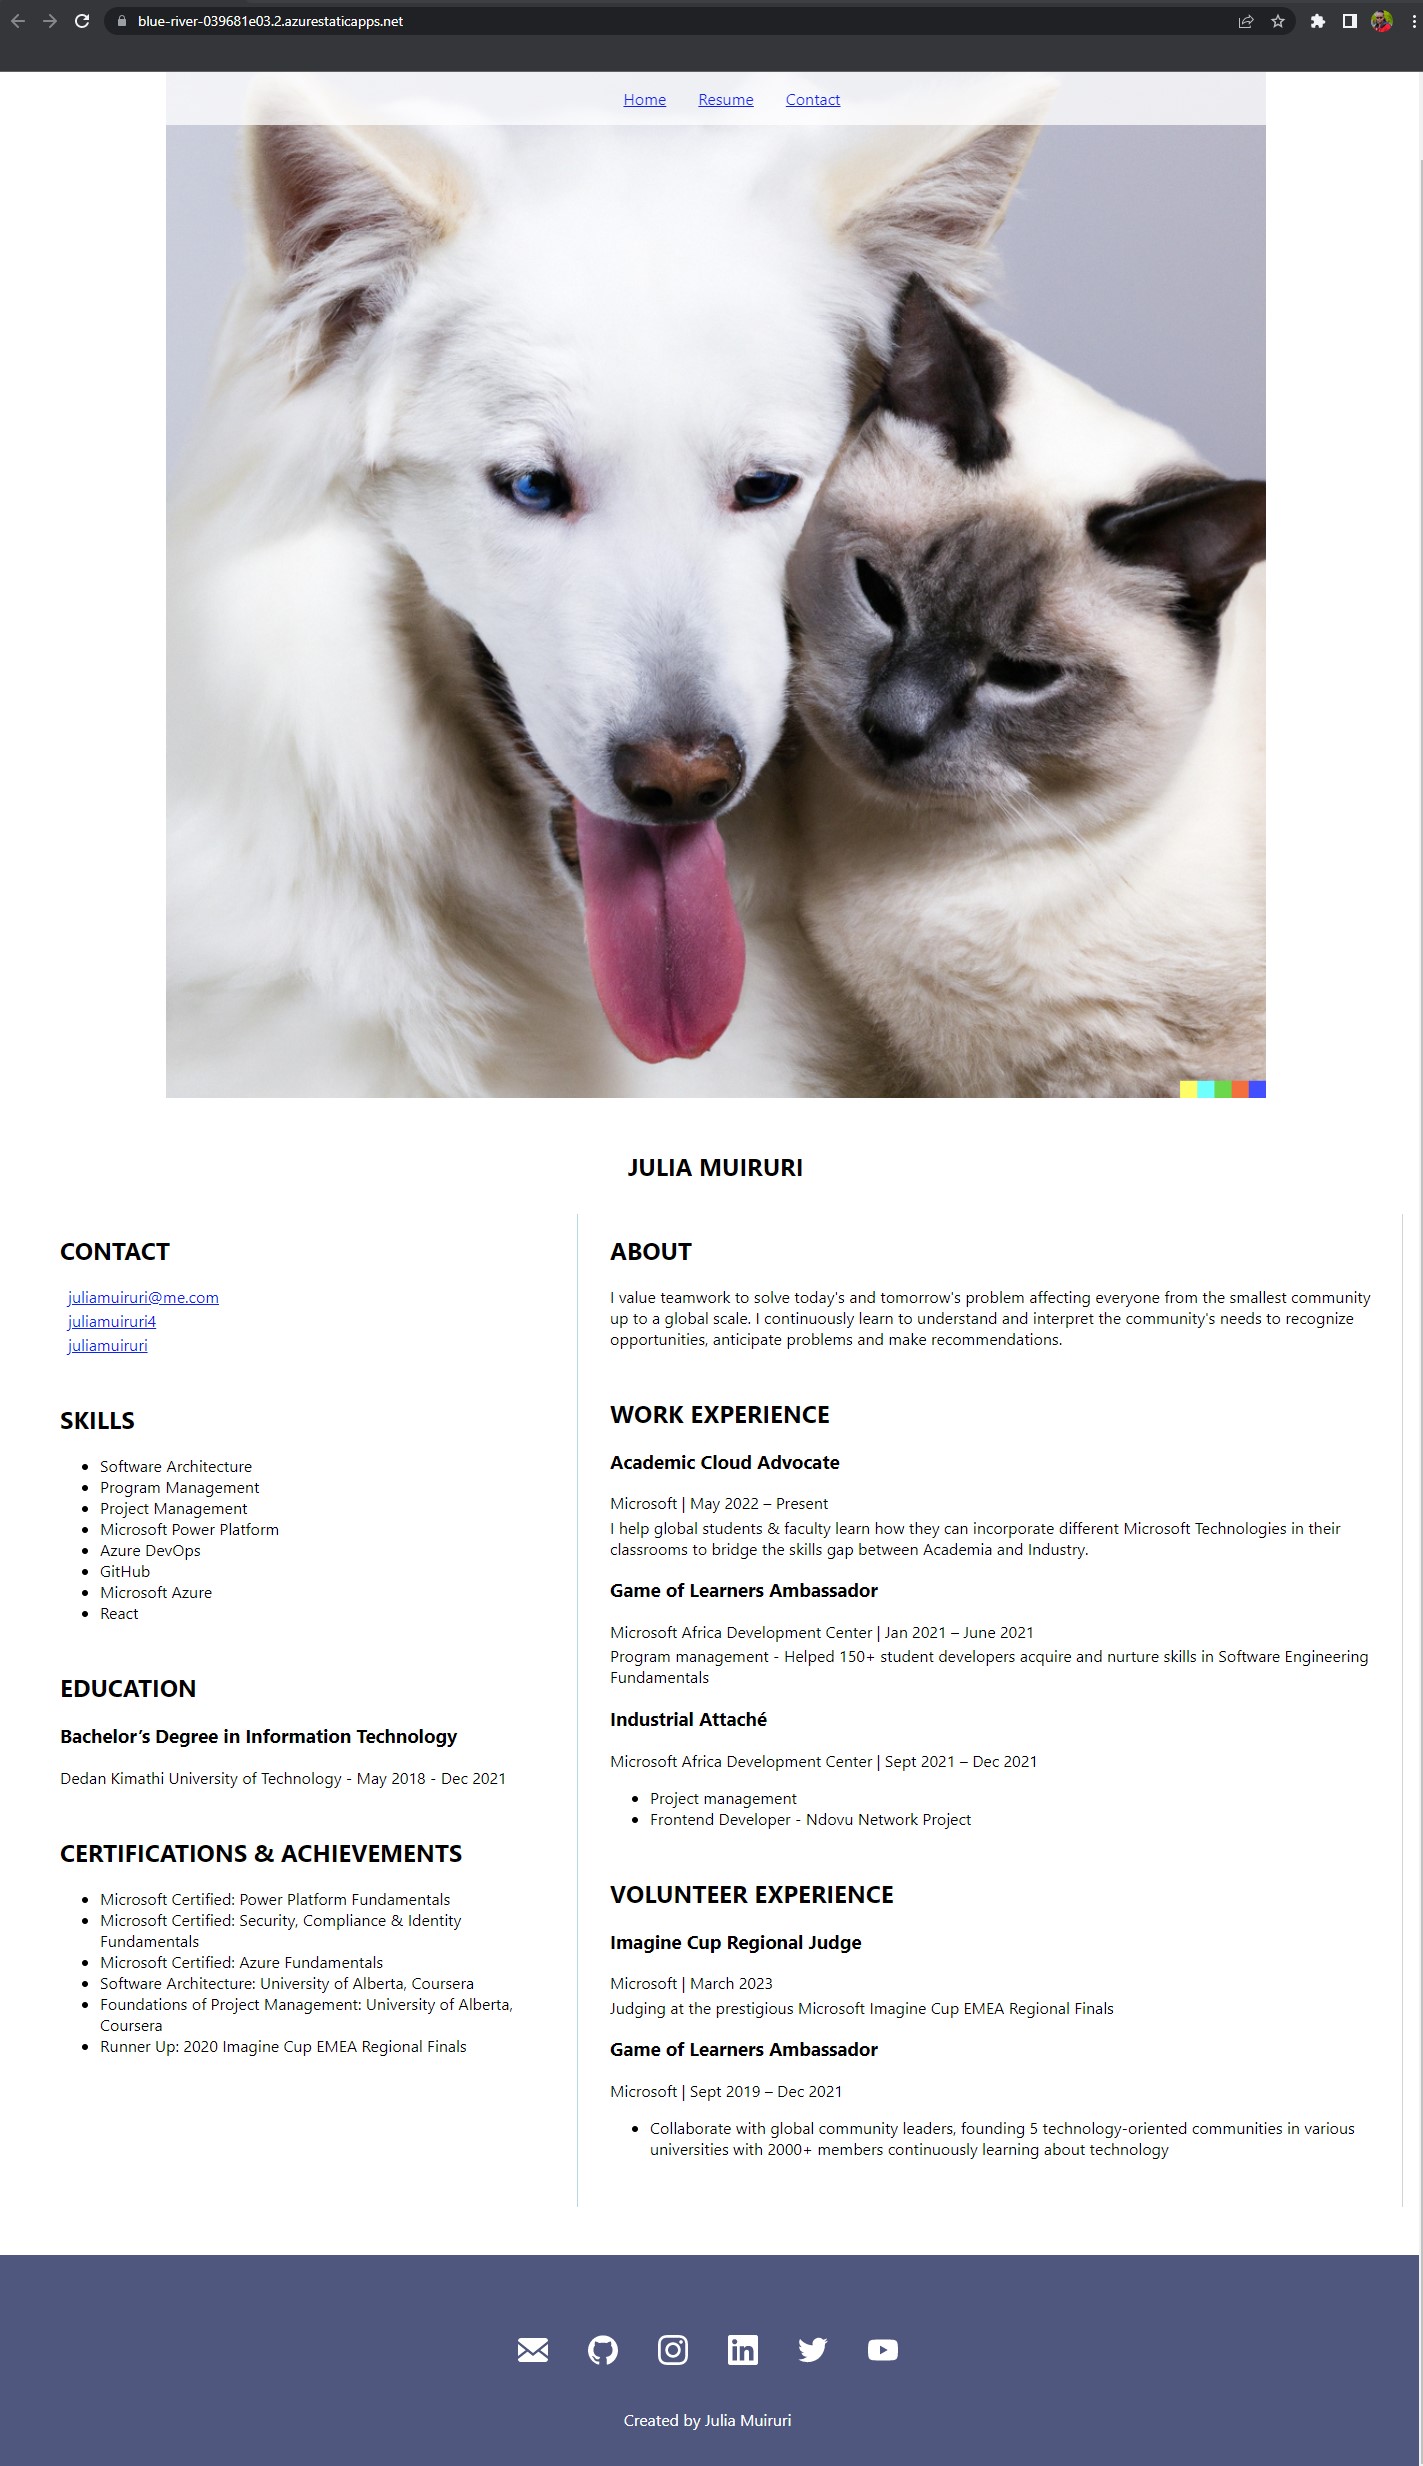 blue-river-039681e03.2.azurestaticapps.net
Home Resume Contact
JULIA MUIRURI
CONTACT
juliamuiruri@me.com
juliamuiruri4
juliamuiruri
SKILLS
Software Architecture
Program Management
Project Management
Microsoft Power Platform
Azure DevOps
GitHub
Microsoft Azure
React
EDUCATION
Bachelor’s Degree in Information Technology
Dedan Kimathi University of Technology - May 2018 - Dec 2021
CERTIFICATIONS & ACHIEVEMENTS
Microsoft Certified: Power Platform Fundamentals
Microsoft Certified: Security, Compliance & Identity
Fundamentals
Microsoft Certified: Azure Fundamentals
Software Architecture: University of Alberta, Coursera
Foundations of Project Management: University of Alberta,
Coursera
Runner Up: 2020 Imagine Cup EMEA Regional Finals
ABOUT
I value teamwork to solve today's and tomorrow's problem affecting everyone from the smallest community
up to a global scale. I continuously learn to understand and interpret the community's needs to recognize
opportunities, anticipate problems and make recommendations.
WORK EXPERIENCE
Academic Cloud Advocate
Microsoft | May 2022 – Present
I help global students & faculty learn how they can incorporate different Microsoft Technologies in their
classrooms to bridge the skills gap between Academia and Industry.
Game of Learners Ambassador
Microsoft Africa Development Center | Jan 2021 – June 2021
Program management - Helped 150+ student developers acquire and nurture skills in Software Engineering
Fundamentals
Industrial Attaché
Microsoft Africa Development Center | Sept 2021 – Dec 2021
Project management
Frontend Developer - Ndovu Network Project
VOLUNTEER EXPERIENCE
Imagine Cup Regional Judge
Microsoft | March 2023
Judging at the prestigious Microsoft Imagine Cup EMEA Regional Finals
Game of Learners Ambassador
Microsoft | Sept 2019 – Dec 2021
Collaborate with global community leaders, founding 5 technology-oriented communities in various
universities with 2000+ members continuously learning about technology
Created by Julia Muiruri